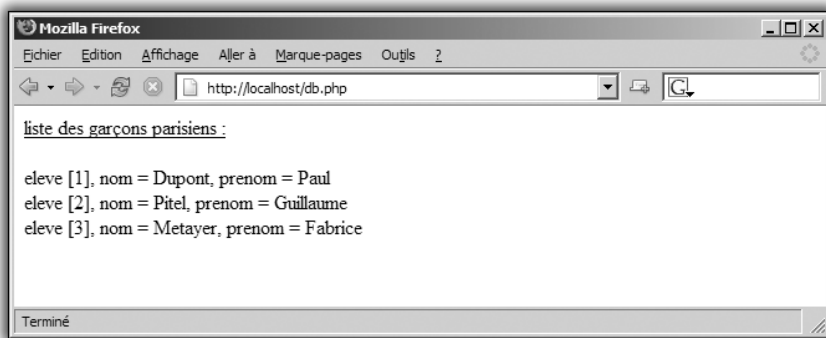 Mozilla Firefox
Fichier Edition Affichage Aller à Marque-pages Outils ?
http://localhost/db.php
G
liste des garçons parisiens :
eleve [1], nom = Dupont, prenom = Paul
eleve [2], nom = Pitel, prenom = Guillaume
eleve [3], nom = Metayer, prenom = Fabrice
Terminé